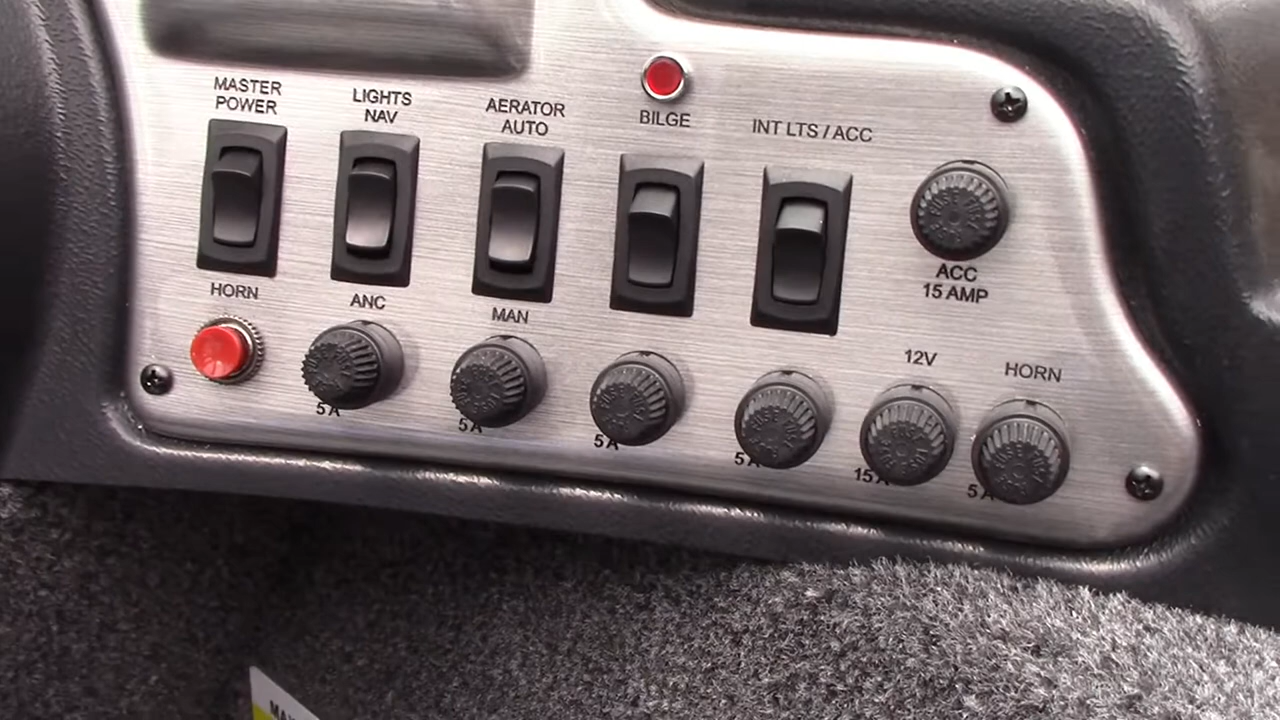 MASTER
POWER
LIGHTS
NAV
AERATOR
AUTO
BILGE
INT LTS / ACC
ACC
15 AMP
HORN
ANC
MAN
12V
HORN
5 A
5 A
5 A
5 A
15 A
5 A